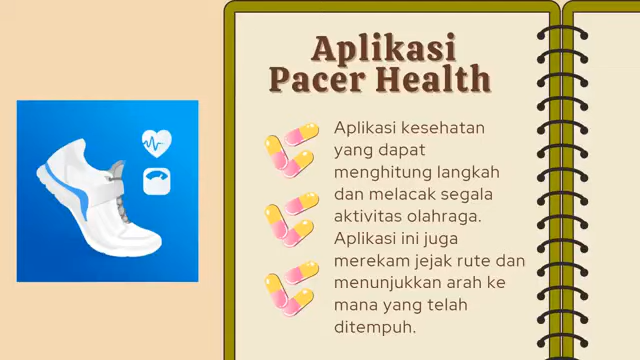 Aplikasi
Pacer Health
Aplikasi kesehatan
yang dapat
menghitung langkah
dan melacak segala
aktivitas olahraga.
Aplikasi ini juga
merekam jejak rute dan
menunjukkan arah ke
mana yang telah
ditempuh.